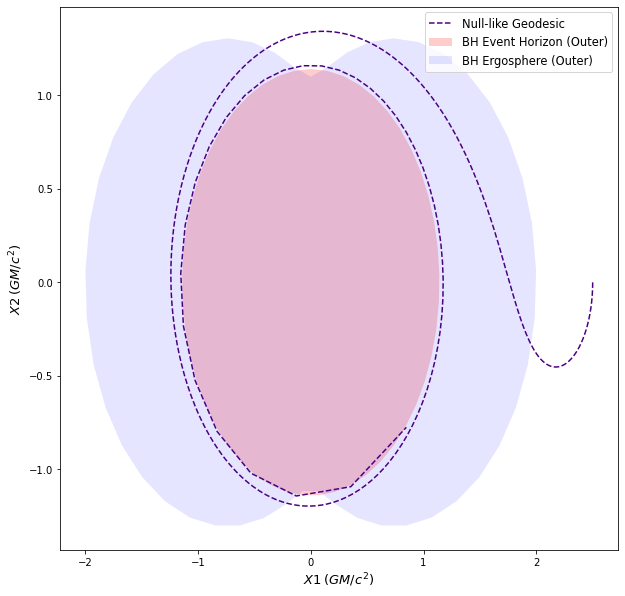 Null-like Geodesic
BH Event Horizon (Outer)
BH Ergosphere (Outer)
1.0
0.5
0.0
−0.5
−1.0
X2 (GM/c²)
−2
−1
0
1
2
X1 (GM/c²)